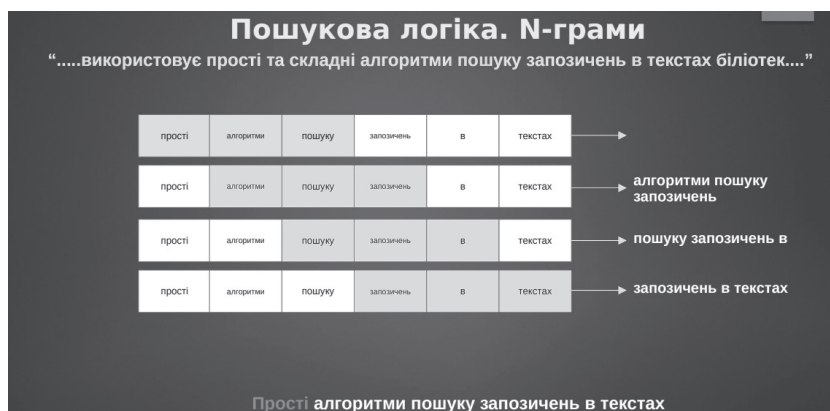 Пошукова логіка. N-грами
“.....використовує прості та складні алгоритми пошуку запозичень в текстах біліотек....”
прості алгоритми пошуку запозичень в текстах
прості алгоритми пошуку запозичень в текстах
алгоритми пошуку
запозичень
прості алгоритми пошуку запозичень в текстах
пошуку запозичень в
прості алгоритми пошуку запозичень в текстах
запозичень в текстах
Прості алгоритми пошуку запозичень в текстах